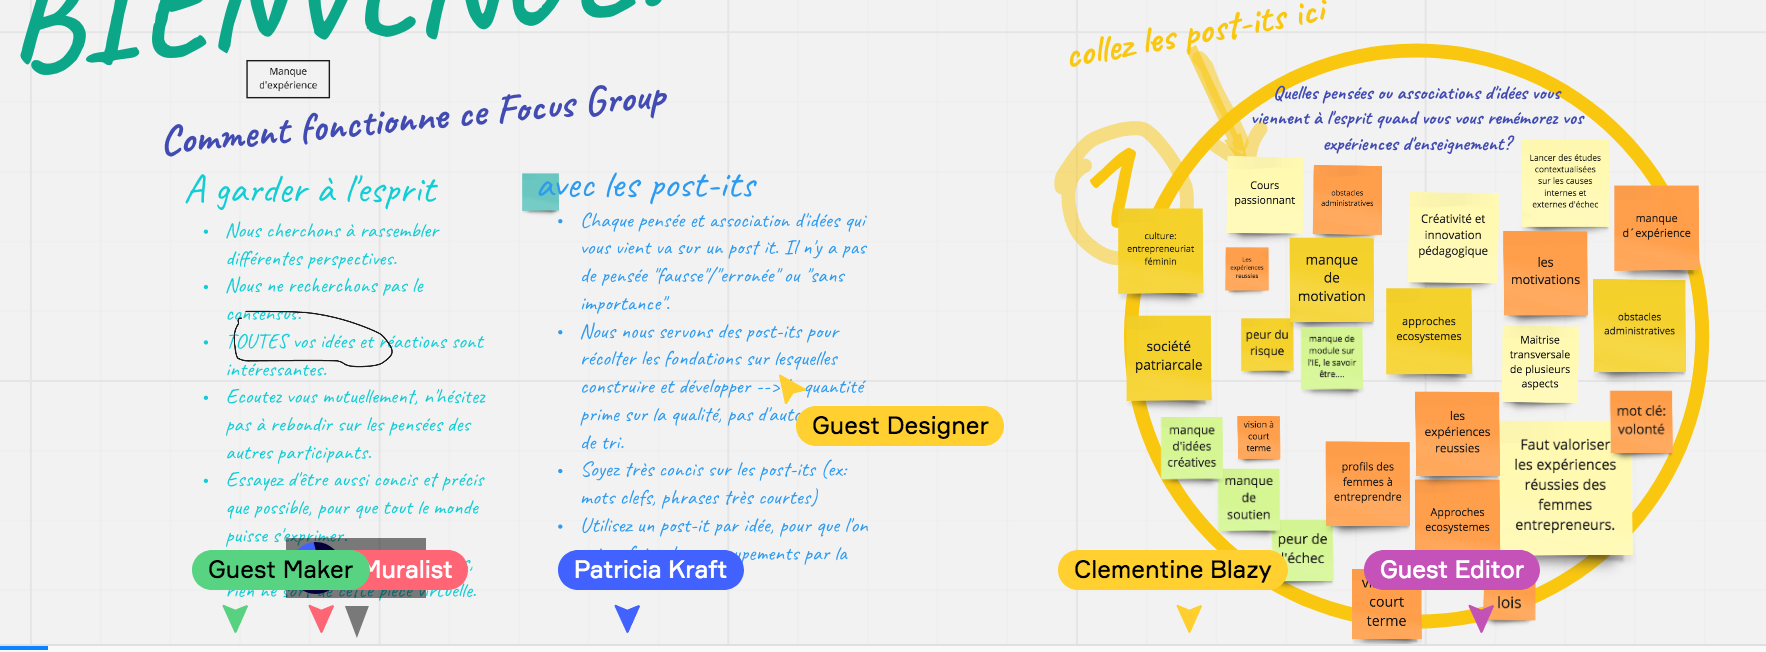 BIENVENUE!
Manque
d'expérience
Comment fonctionne ce Focus Group
A garder à l'esprit
• Nous cherchons à rassembler
différentes perspectives.
• Nous ne recherchons pas le
consensus.
• TOUTES vos idées et réactions sont
intéressantes.
• Ecoutez vous mutuellement, n'hésitez
pas à rebondir sur les pensées des
autres participants.
• Essayez d'être aussi concis et précis
que possible, pour que tout le monde
puisse s'exprimer.
rien ne sort de cette pièce virtuelle.
avec les post-its
• Chaque pensée et association d'idées qui
vous vient va sur un post it. Il n'y a pas
de pensée "fausse"/"erronée" ou "sans
importance".
• Nous nous servons des post-its pour
récolter les fondations sur lesquelles
construire et développer --> quantité
prime sur la qualité, pas d'auto
de tri.
• Soyez très concis sur les post-its (ex:
mots clefs, phrases très courtes)
• Utilisez un post-it par idée, pour que l'on
par la
Guest Designer
Guest Maker
Muralist
Patricia Kraft
Clementine Blazy
Guest Editor
collez les post-its ici
1
Quelles pensées ou associations d'idées vous
viennent à l'esprit quand vous vous remémorez vos
expériences d'enseignement?
Cours
passionnant
obstacles
administratives
Lancer des études
contextualisées
sur les causes
internes et
externes d'échec
manque
d´expérience
culture:
entrepreneuriat
féminin
Créativité et
innovation
pédagogique
Les
expériences
reussies
manque
de
motivation
les
motivations
société
patriarcale
peur du
risque
manque de
module sur
l'IE, le savoir
être....
approches
ecosystemes
obstacles
administratives
Maitrise
transversale
de plusieurs
aspects
manque
d'idées
créatives
vision à
court
terme
les
expériences
reussies
mot clé:
volonté
manque
de
soutien
profils des
femmes à
entreprendre
Faut valoriser
les expériences
réussies des
femmes
entrepreneurs.
Approches
ecosystemes
peur de
l'échec
court
terme
lois